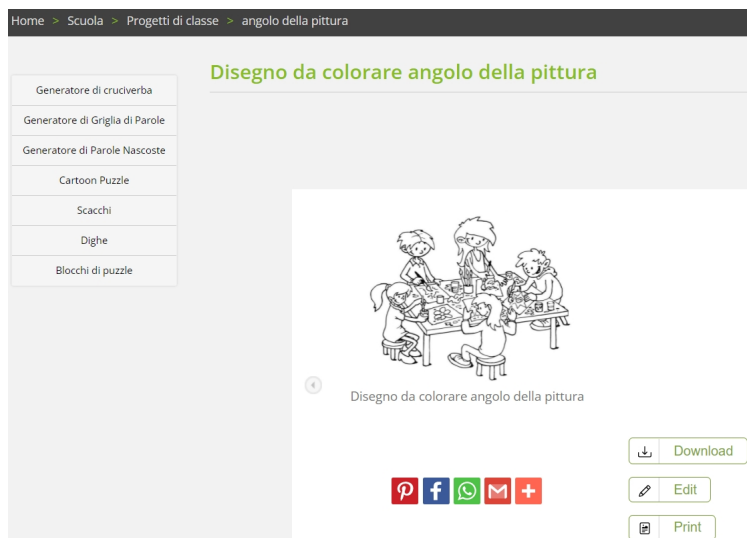 Home > Scuola > Progetti di classe > angolo della pittura
Disegno da colorare angolo della pittura
Generatore di cruciverba
Generatore di Griglia di Parole
Generatore di Parole Nascoste
Cartoon Puzzle
Scacchi
Dighe
Blocchi di puzzle
Disegno da colorare angolo della pittura
Download
Edit
Print